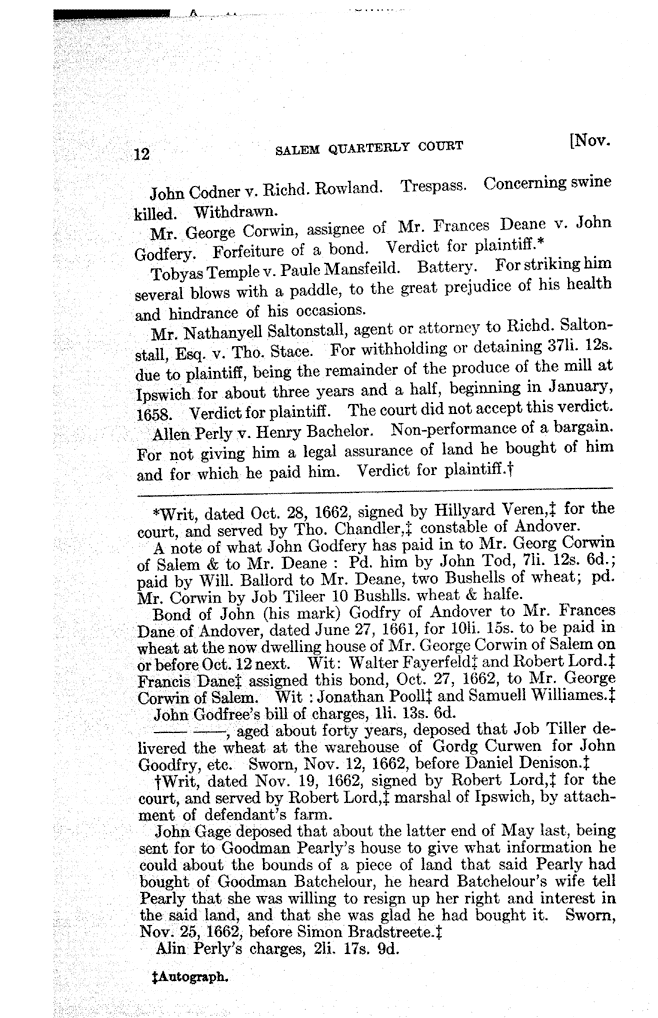 12 SALEM QUARTERLY COURT [Nov.
John Codner v. Richd. Rowland. Trespass. Concerning swine
killed. Withdrawn.
Mr. George Corwin, assignee of Mr. Frances Deane v. John
Godfery. Forfeiture of a bond. Verdict for plaintiff.*
Tobyas Temple v. Paule Mansfeild. Battery. For striking him
several blows with a paddle, to the great prejudice of his health
and hindrance of his occasions.
Mr. Nathanyell Saltonstall, agent or attorney to Richd. Salton-
stall, Esq. v. Tho. Stace. For withholding or detaining 37li. 12s.
due to plaintiff, being the remainder of the produce of the mill at
Ipswich for about three years and a half, beginning in January,
1658. Verdict for plaintiff. The court did not accept this verdict.
Allen Perly v. Henry Bachelor. Non-performance of a bargain.
For not giving him a legal assurance of land he bought of him
and for which he paid him. Verdict for plaintiff.†
*Writ, dated Oct. 28, 1662, signed by Hillyard Veren,‡ for the
court, and served by Tho. Chandler,‡ constable of Andover.
A note of what John Godfery has paid in to Mr. Georg Corwin
of Salem & to Mr. Deane : Pd. him by John Tod, 7li. 12s. 6d.;
paid by Will. Ballord to Mr. Deane, two Bushells of wheat; pd.
Mr. Corwin by Job Tileer 10 Bushlls. wheat & halfe.
Bond of John (his mark) Godfry of Andover to Mr. Frances
Dane of Andover, dated June 27, 1661, for 10li. 15s. to be paid in
wheat at the now dwelling house of Mr. George Corwin of Salem on
or before Oct. 12 next. Wit: Walter Fayerfeld‡ and Robert Lord.‡
Francis Dane‡ assigned this bond, Oct. 27, 1662, to Mr. George
Corwin of Salem. Wit : Jonathan Pooll‡ and Samuell Williames.‡
John Godfree's bill of charges, 1li. 13s. 6d.
—— ——, aged about forty years, deposed that Job Tiller de-
livered the wheat at the warehouse of Gordg Curwen for John
Goodfry, etc. Sworn, Nov. 12, 1662, before Daniel Denison.‡
†Writ, dated Nov. 19, 1662, signed by Robert Lord,‡ for the
court, and served by Robert Lord,‡ marshal of Ipswich, by attach-
ment of defendant's farm.
John Gage deposed that about the latter end of May last, being
sent for to Goodman Pearly's house to give what information he
could about the bounds of a piece of land that said Pearly had
bought of Goodman Batchelour, he heard Batchelour's wife tell
Pearly that she was willing to resign up her right and interest in
the said land, and that she was glad he had bought it. Sworn,
Nov. 25, 1662, before Simon Bradstreete.‡
Alin Perly's charges, 2li. 17s. 9d.
‡Autograph.